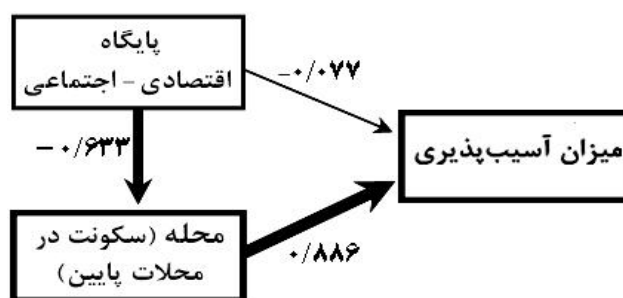 پایگاه
اقتصادی - اجتماعی
-۰/۰۷۷
میزان آسیب‌پذیری
-۰/۶۳۳
محله (سکونت در
محلات پایین)
۰/۸۸۶